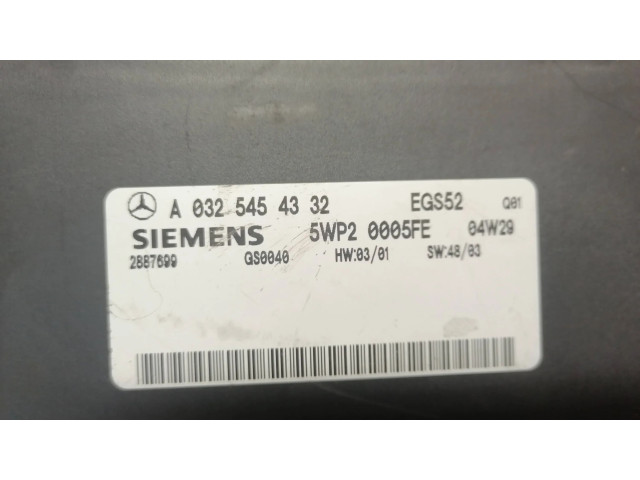 A 032 545 43 32 EGS52 Q01
SIEMENS 5WP2 0005FE 04W29
2887699 QS0040 HW:03/01 SW:48/03